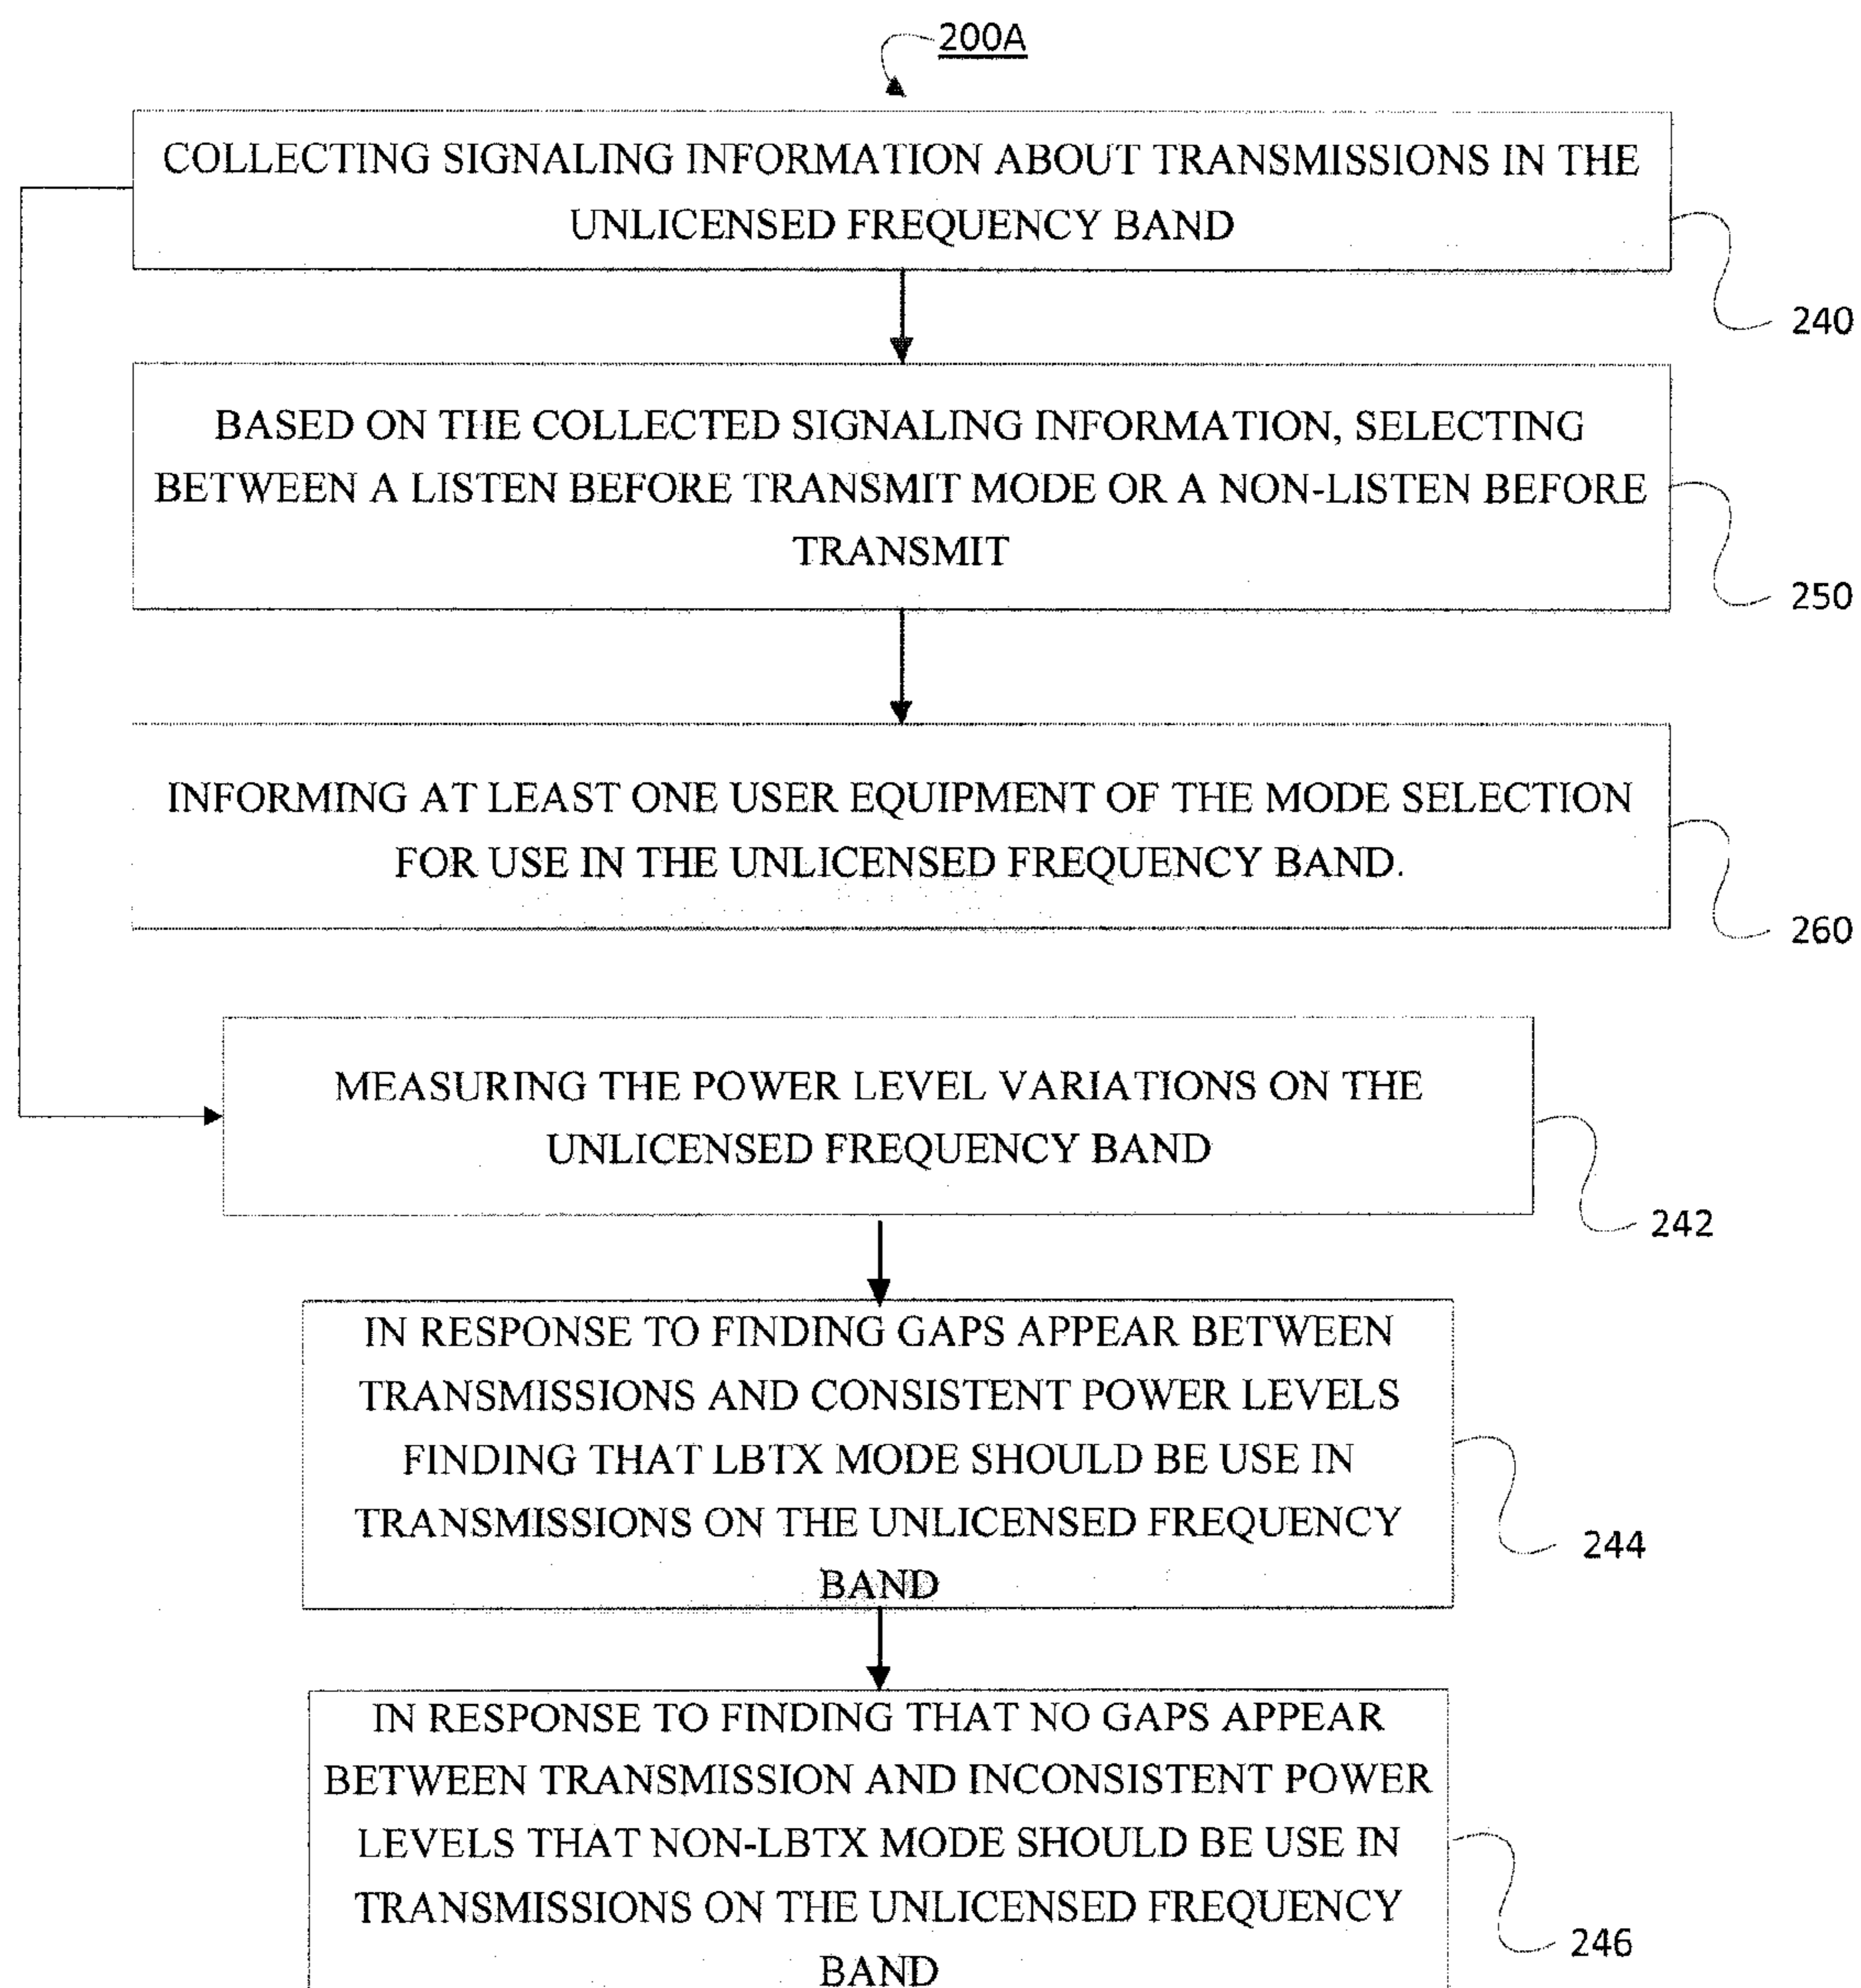 200A
COLLECTING SIGNALING INFORMATION ABOUT TRANSMISSIONS IN THE
UNLICENSED FREQUENCY BAND
240
BASED ON THE COLLECTED SIGNALING INFORMATION, SELECTING
BETWEEN A LISTEN BEFORE TRANSMIT MODE OR A NON-LISTEN BEFORE
TRANSMIT
250
INFORMING AT LEAST ONE USER EQUIPMENT OF THE MODE SELECTION
FOR USE IN THE UNLICENSED FREQUENCY BAND.
260
MEASURING THE POWER LEVEL VARIATIONS ON THE
UNLICENSED FREQUENCY BAND
242
IN RESPONSE TO FINDING GAPS APPEAR BETWEEN
TRANSMISSIONS AND CONSISTENT POWER LEVELS
FINDING THAT LBTX MODE SHOULD BE USE IN
TRANSMISSIONS ON THE UNLICENSED FREQUENCY
BAND
244
IN RESPONSE TO FINDING THAT NO GAPS APPEAR
BETWEEN TRANSMISSION AND INCONSISTENT POWER
LEVELS THAT NON-LBTX MODE SHOULD BE USE IN
TRANSMISSIONS ON THE UNLICENSED FREQUENCY
BAND
246